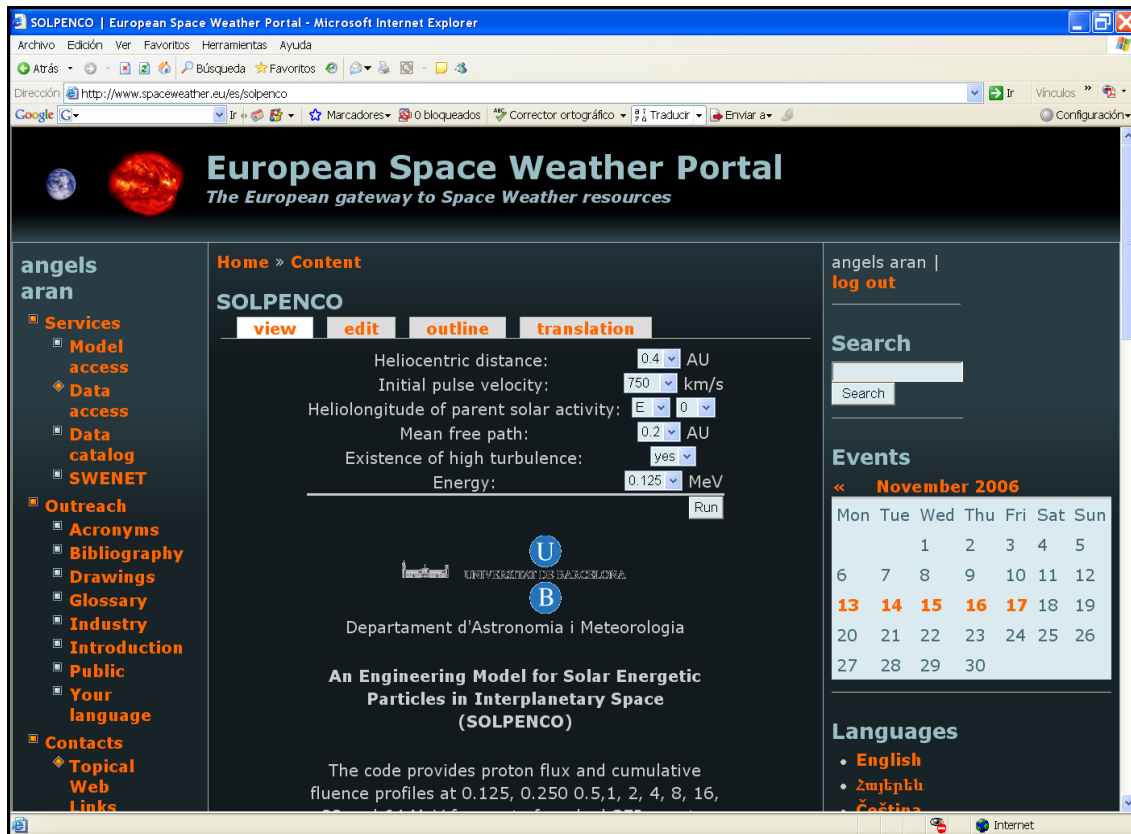 SOLPENCO | European Space Weather Portal - Microsoft Internet Explorer
Archivo Edición Ver Favoritos Herramientas Ayuda
Atrás Búsqueda Favoritos
Dirección http://www.spaceweather.eu/es/solpenco Ir Vínculos »
Google G Ir Marcadores 0 bloqueados Corrector ortográfico Traducir Enviar a Configuración
European Space Weather Portal
The European gateway to Space Weather resources
angels
aran
Services
Model
access
Data
access
Data
catalog
SWENET
Outreach
Acronyms
Bibliography
Drawings
Glossary
Industry
Introduction
Public
Your
language
Contacts
Topical
Web
Links
Home » Content
SOLPENCO
view edit outline translation
Heliocentric distance: 0.4 AU
Initial pulse velocity: 750 km/s
Heliolongitude of parent solar activity: E 0
Mean free path: 0.2 AU
Existence of high turbulence: yes
Energy: 0.125 MeV
Run
U
UNIVERSITAT DE BARCELONA
B
Departament d'Astronomia i Meteorologia
An Engineering Model for Solar Energetic
Particles in Interplanetary Space
(SOLPENCO)
The code provides proton flux and cumulative
fluence profiles at 0.125, 0.250 0.5,1, 2, 4, 8, 16,
angels aran |
log out
Search
Search
Events
« November 2006
Mon Tue Wed Thu Fri Sat Sun
1 2 3 4 5
6 7 8 9 10 11 12
13 14 15 16 17 18 19
20 21 22 23 24 25 26
27 28 29 30
Languages
English
Հայերեն
Čeština
Internet